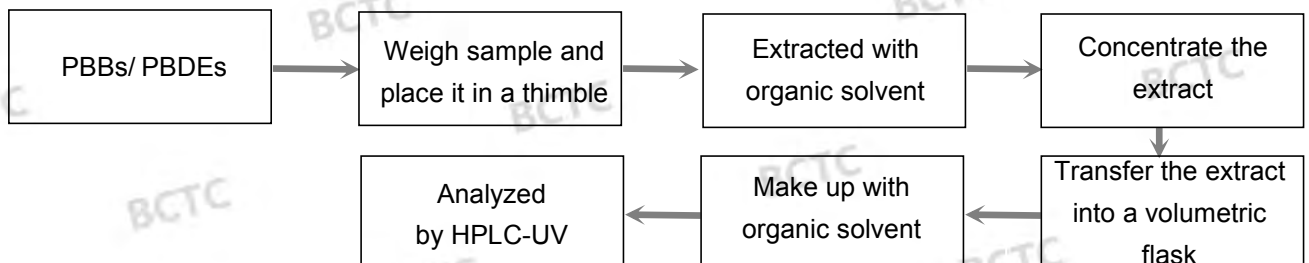 PBBs/ PBDEs
Weigh sample and
place it in a thimble
Extracted with
organic solvent
Concentrate the
extract
Transfer the extract
into a volumetric
flask
Make up with
organic solvent
Analyzed
by HPLC-UV
BCTC
BCTC
BCTC
BCTC
BCTC
BCTC
BCTC